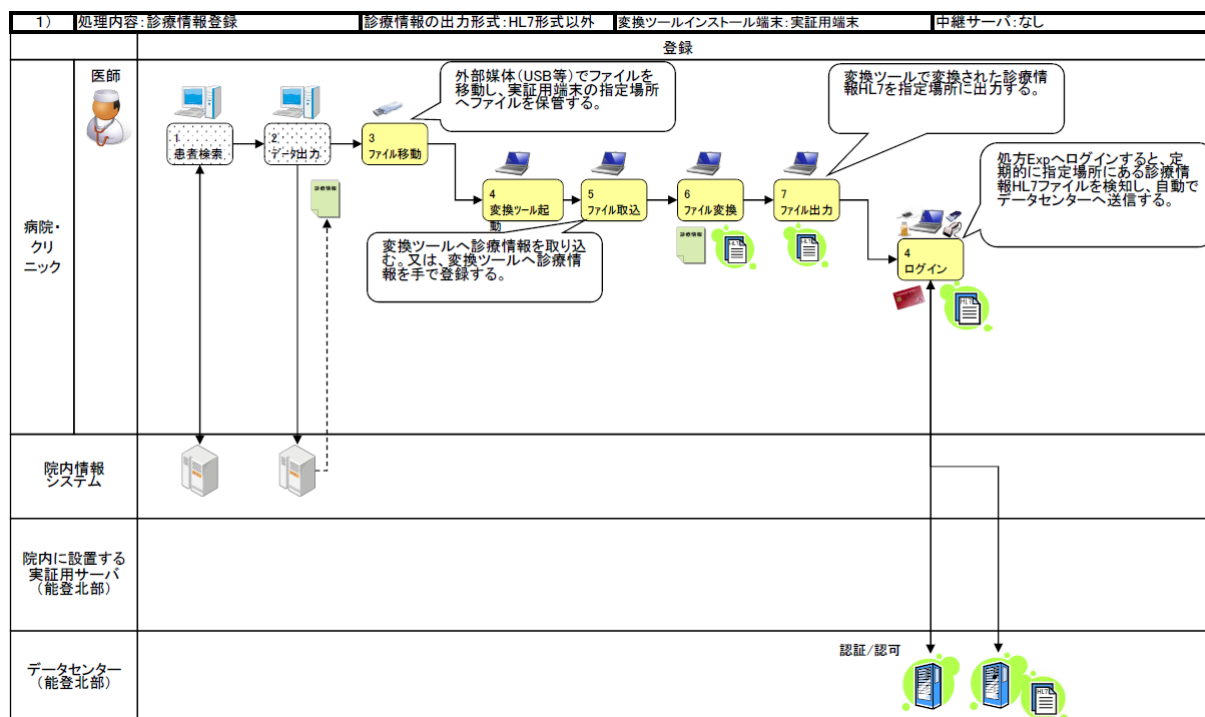 1) 処理内容:診療情報登録 診療情報の出力形式:HL7形式以外 変換ツールインストール端末:実証用端末 中継サーバ:なし
登録
病院・
クリ
ニック
医師
1
患者検索
2
データ出力
診療情報
3
ファイル移動
外部媒体(USB等)でファイルを
移動し、実証用端末の指定場所
へファイルを保管する。
4
変換ツール起
動
5
ファイル取込
変換ツールへ診療情報を取り込
む。又は、変換ツールへ診療情
報を手で登録する。
6
ファイル変換
診療情報
HL7
7
ファイル出力
HL7
変換ツールで変換された診療情
報HL7を指定場所に出力する。
4
ログイン
HL7
処方Expへログインすると、定
期的に指定場所にある診療情
報HL7ファイルを検知し、自動で
データセンターへ送信する。
院内情報
システム
院内に設置する
実証用サーバ
(能登北部)
データセンター
(能登北部)
認証/認可
HL7